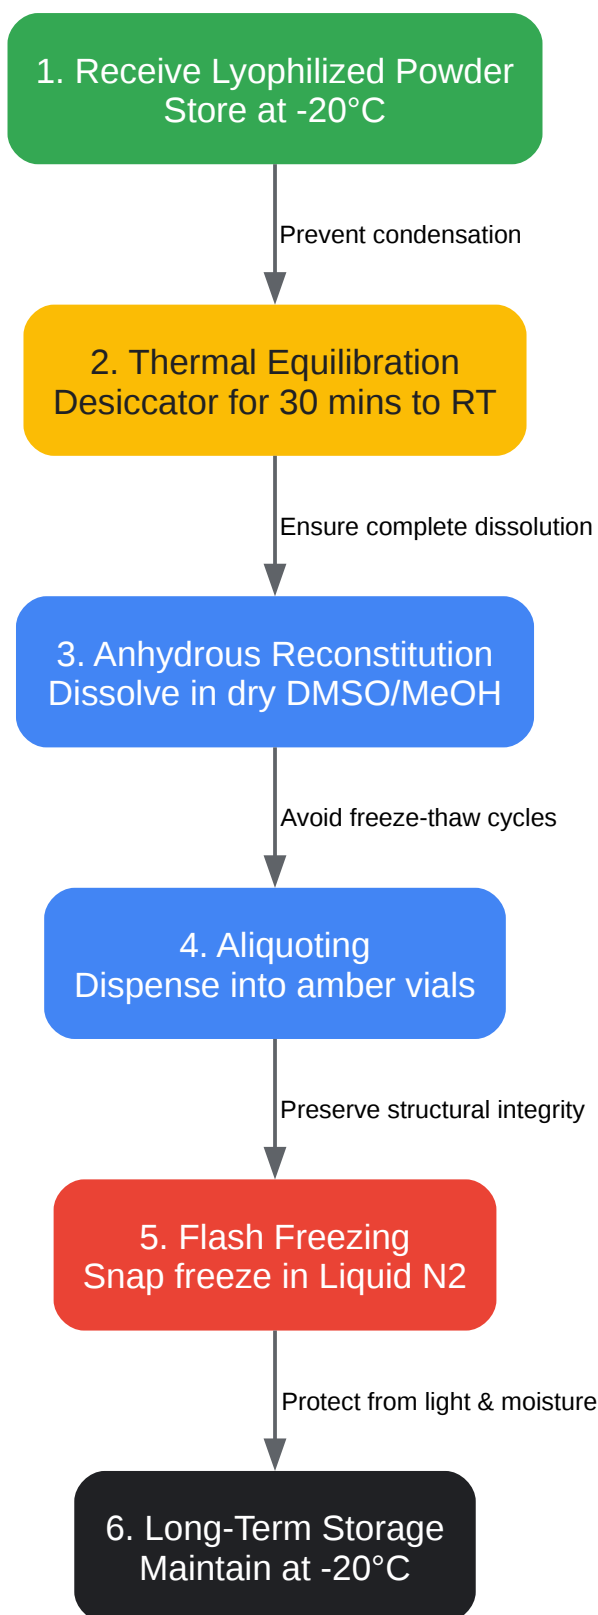 1. Receive Lyophilized Powder
Store at -20°C
Prevent condensation
2. Thermal Equilibration
Desiccator for 30 mins to RT
Ensure complete dissolution
3. Anhydrous Reconstitution
Dissolve in dry DMSO/MeOH
Avoid freeze-thaw cycles
4. Aliquoting
Dispense into amber vials
Preserve structural integrity
5. Flash Freezing
Snap freeze in Liquid N2
Protect from light & moisture
6. Long-Term Storage
Maintain at -20°C